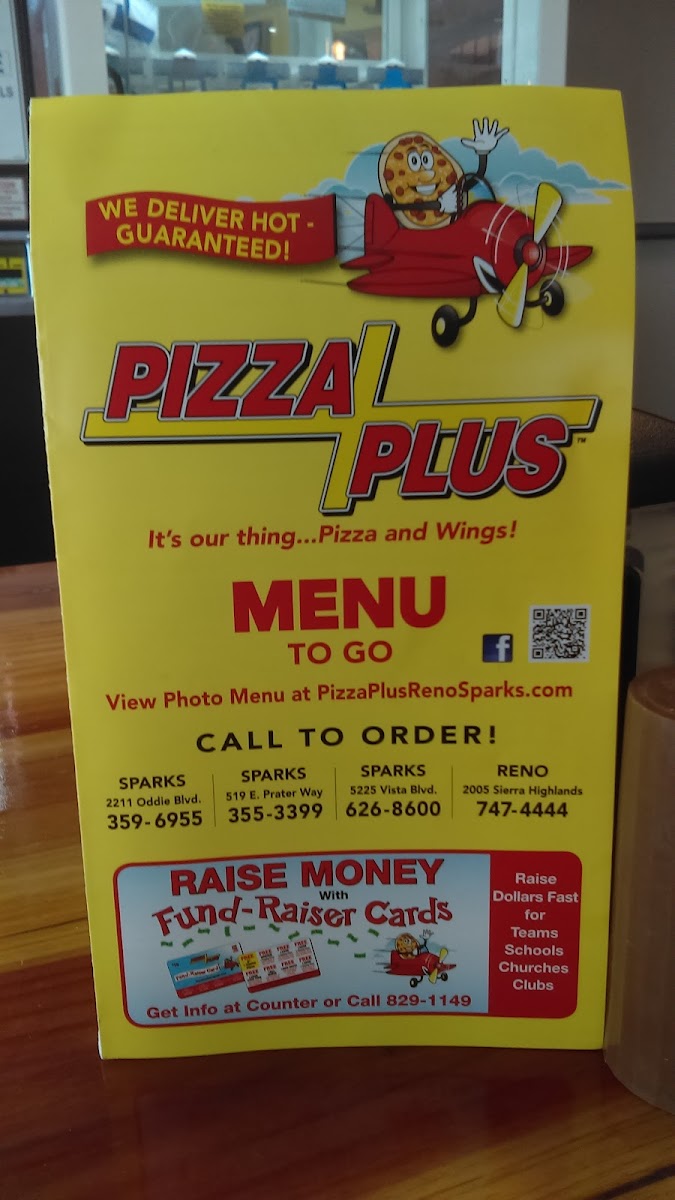 WE DELIVER HOT -
GUARANTEED!
PIZZA
PLUS™
It's our thing...Pizza and Wings!
MENU
TO GO
f
View Photo Menu at PizzaPlusRenoSparks.com
CALL TO ORDER!
SPARKS
2211 Oddie Blvd.
359-6955
SPARKS
519 E. Prater Way
355-3399
SPARKS
5225 Vista Blvd.
626-8600
RENO
2005 Sierra Highlands
747-4444
RAISE MONEY
With
Fund-Raiser Cards
Get Info at Counter or Call 829-1149
Raise
Dollars Fast
for
Teams
Schools
Churches
Clubs